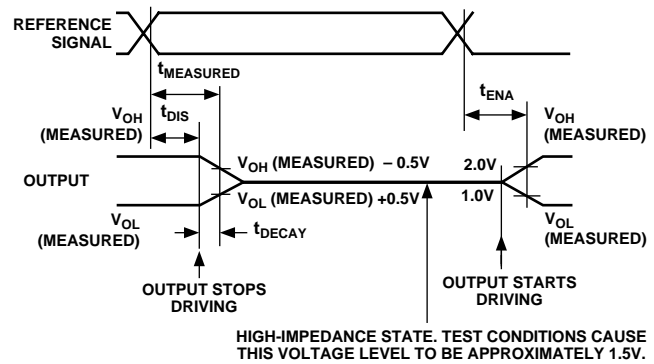 REFERENCE
SIGNAL
tMEASURED
tDIS
tENA
VOH
(MEASURED)
VOH
(MEASURED)
VOH (MEASURED) – 0.5V
2.0V
OUTPUT
VOL (MEASURED) +0.5V
1.0V
VOL
(MEASURED)
VOL
(MEASURED)
tDECAY
OUTPUT STOPS
DRIVING
OUTPUT STARTS
DRIVING
HIGH-IMPEDANCE STATE. TEST CONDITIONS CAUSE
THIS VOLTAGE LEVEL TO BE APPROXIMATELY 1.5V.